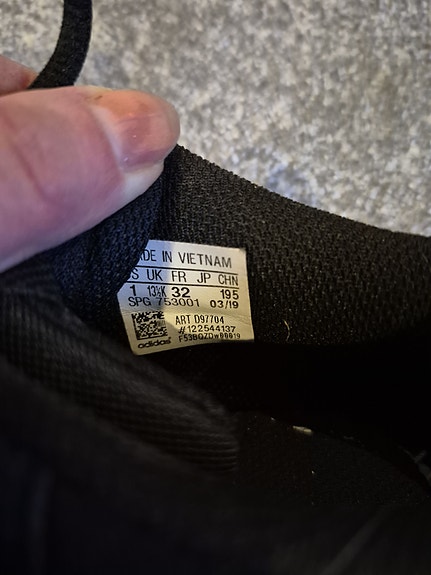 DE IN VIETNAM
S UK FR JP CHN
1 13½K 32 195
SPG 753001 03/19
ART D97704
#122544137
F53BQZDW00019
adidas